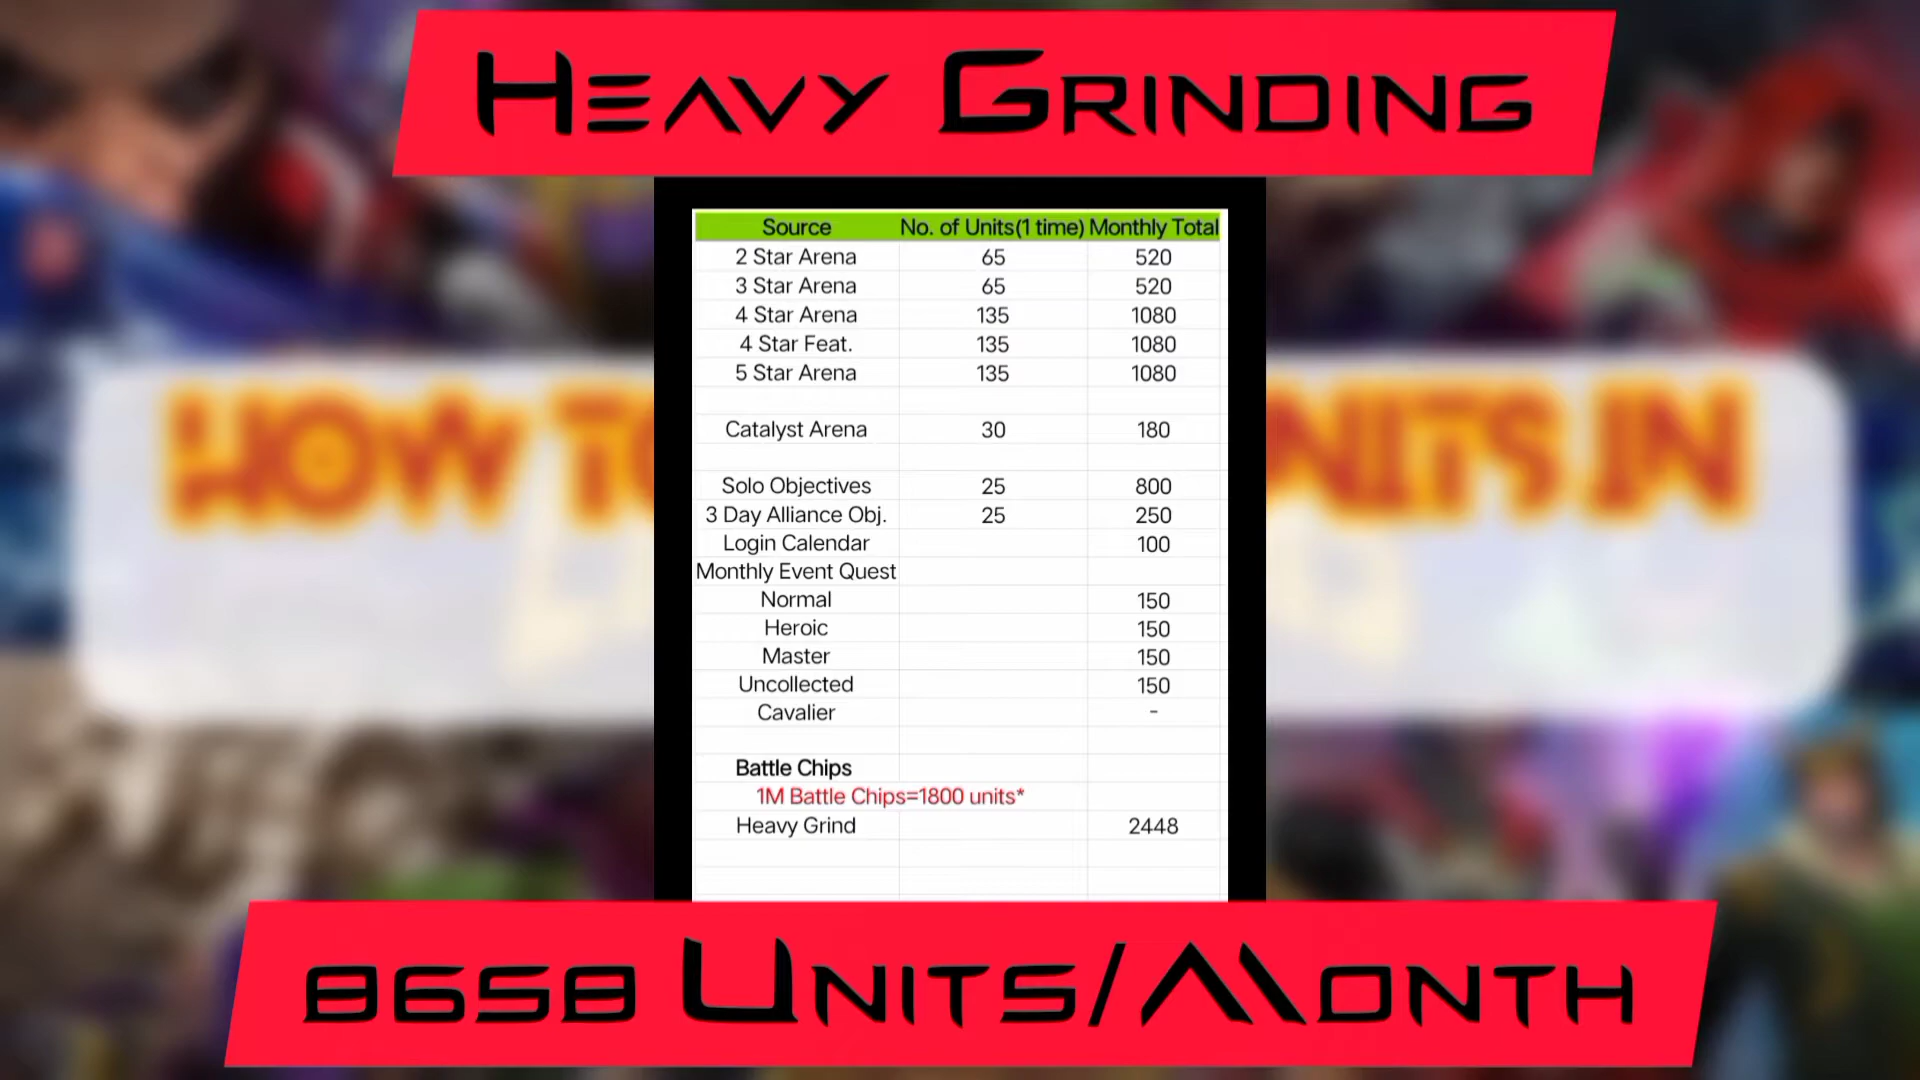 Heavy Grinding
Source No. of Units(1 time) Monthly Total
2 Star Arena 65 520
3 Star Arena 65 520
4 Star Arena 135 1080
4 Star Feat. 135 1080
5 Star Arena 135 1080
Catalyst Arena 30 180
HOW TO NITS IN
Solo Objectives 25 800
3 Day Alliance Obj. 25 250
Login Calendar 100
Monthly Event Quest
Normal 150
Heroic 150
Master 150
Uncollected 150
Cavalier -
Battle Chips
1M Battle Chips=1800 units*
Heavy Grind 2448
8658 Units/Month